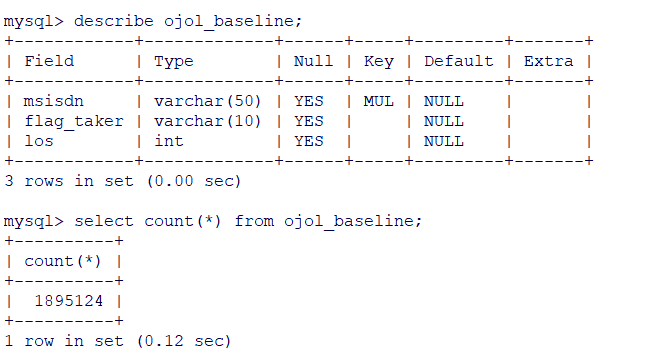 mysql> describe ojol_baseline;
+------------+-------------+------+-----+---------+-------+
| Field      | Type        | Null | Key | Default | Extra |
+------------+-------------+------+-----+---------+-------+
| msisdn     | varchar(50) | YES  | MUL | NULL    |       |
| flag_taker | varchar(10) | YES  |     | NULL    |       |
| los        | int         | YES  |     | NULL    |       |
+------------+-------------+------+-----+---------+-------+
3 rows in set (0.00 sec)

mysql> select count(*) from ojol_baseline;
+----------+
| count(*) |
+----------+
|  1895124 |
+----------+
1 row in set (0.12 sec)